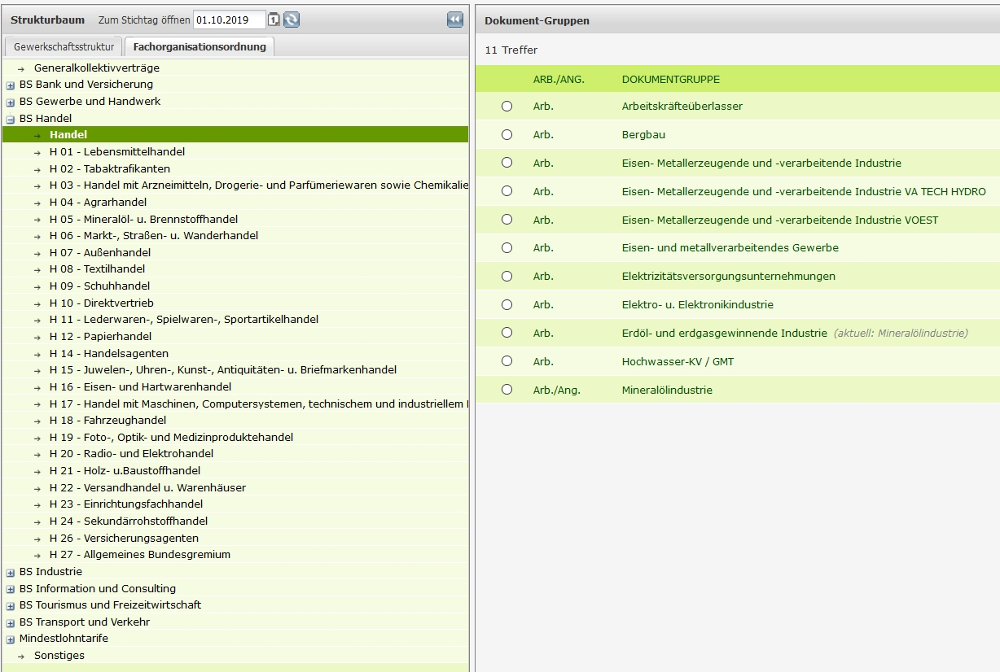 Strukturbaum Zum Stichtag öffnen 01.10.2019
Gewerkschaftsstruktur Fachorganisationsordnung
Generalkollektivverträge
BS Bank und Versicherung
BS Gewerbe und Handwerk
BS Handel
Handel
H 01 - Lebensmittelhandel
H 02 - Tabaktrafikanten
H 03 - Handel mit Arzneimitteln, Drogerie- und Parfümeriewaren sowie Chemikalie
H 04 - Agrarhandel
H 05 - Mineralöl- u. Brennstoffhandel
H 06 - Markt-, Straßen- u. Wanderhandel
H 07 - Außenhandel
H 08 - Textilhandel
H 09 - Schuhhandel
H 10 - Direktvertrieb
H 11 - Lederwaren-, Spielwaren-, Sportartikelhandel
H 12 - Papierhandel
H 14 - Handelsagenten
H 15 - Juwelen-, Uhren-, Kunst-, Antiquitäten- u. Briefmarkenhandel
H 16 - Eisen- und Hartwarenhandel
H 17 - Handel mit Maschinen, Computersystemen, technischem und industriellem
H 18 - Fahrzeughandel
H 19 - Foto-, Optik- und Medizinproduktehandel
H 20 - Radio- und Elektrohandel
H 21 - Holz- u.Baustoffhandel
H 22 - Versandhandel u. Warenhäuser
H 23 - Einrichtungsfachhandel
H 24 - Sekundärrohstoffhandel
H 26 - Versicherungsagenten
H 27 - Allgemeines Bundesgremium
BS Industrie
BS Information und Consulting
BS Tourismus und Freizeitwirtschaft
BS Transport und Verkehr
Mindestlohntarife
Sonstiges
Dokument-Gruppen
11 Treffer
ARB./ANG. DOKUMENTGRUPPE
Arb. Arbeitskräfteüberlasser
Arb. Bergbau
Arb. Eisen- Metallerzeugende und -verarbeitende Industrie
Arb. Eisen- Metallerzeugende und -verarbeitende Industrie VA TECH HYDRO
Arb. Eisen- Metallerzeugende und -verarbeitende Industrie VOEST
Arb. Eisen- und metallverarbeitendes Gewerbe
Arb. Elektrizitätsversorgungsunternehmungen
Arb. Elektro- u. Elektronikindustrie
Arb. Erdöl- und erdgasgewinnende Industrie (aktuell: Mineralölindustrie)
Arb. Hochwasser-KV / GMT
Arb./Ang. Mineralölindustrie